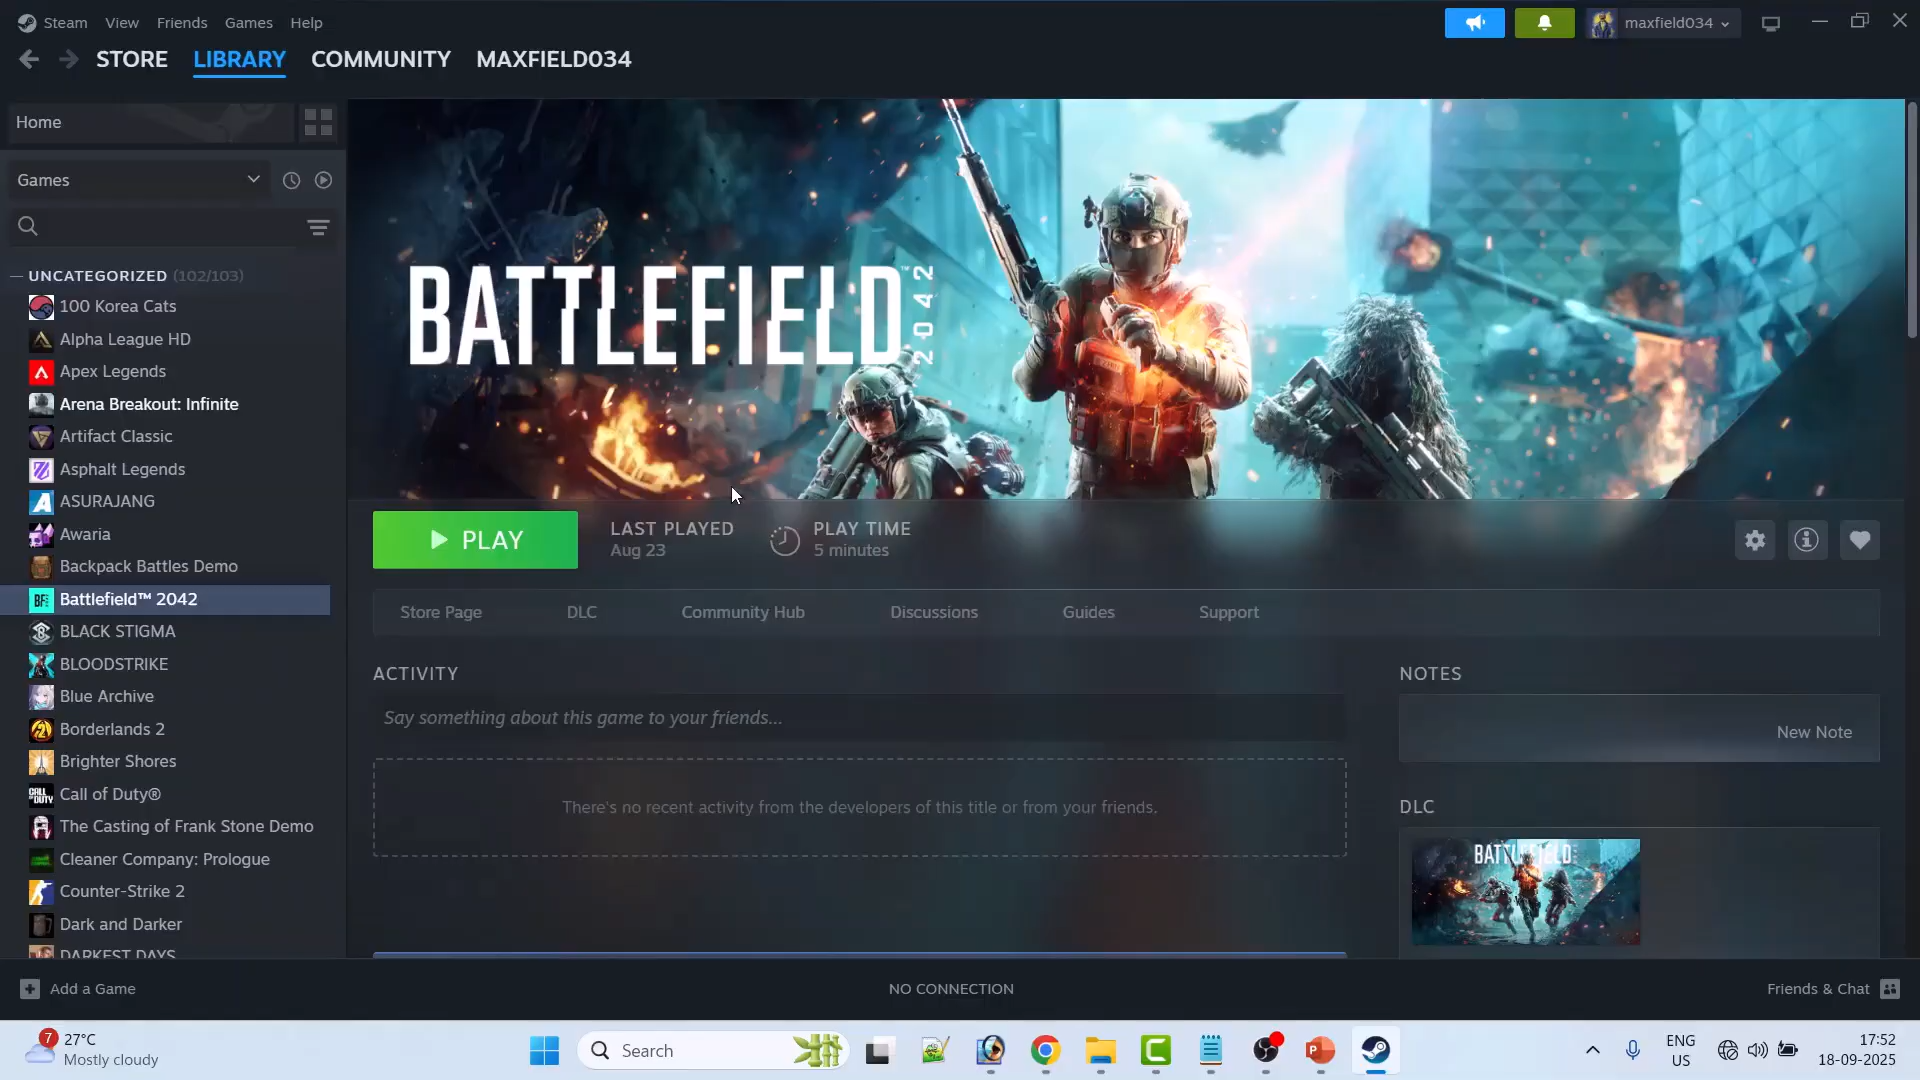 Steam View Friends Games Help
maxfield034
STORE LIBRARY COMMUNITY MAXFIELD034
Home
Games
UNCATEGORIZED (102/103)
100 Korea Cats
Alpha League HD
Apex Legends
Arena Breakout: Infinite
Artifact Classic
Asphalt Legends
ASURAJANG
Awaria
Backpack Battles Demo
Battlefield™ 2042
BLACK STIGMA
BLOODSTRIKE
Blue Archive
Borderlands 2
Brighter Shores
Call of Duty®
The Casting of Frank Stone Demo
Cleaner Company: Prologue
Counter-Strike 2
Dark and Darker
DARKEST DAYS
BATTLEFIELD™ 2042
PLAY
LAST PLAYED
Aug 23
PLAY TIME
5 minutes
Store Page DLC Community Hub Discussions Guides Support
ACTIVITY
Say something about this game to your friends...
There's no recent activity from the developers of this title or from your friends.
NOTES
New Note
DLC
BATTLEFIELD
Add a Game
NO CONNECTION
Friends & Chat
7
27°C
Mostly cloudy
Search
ENG
US
17:52
18-09-2025